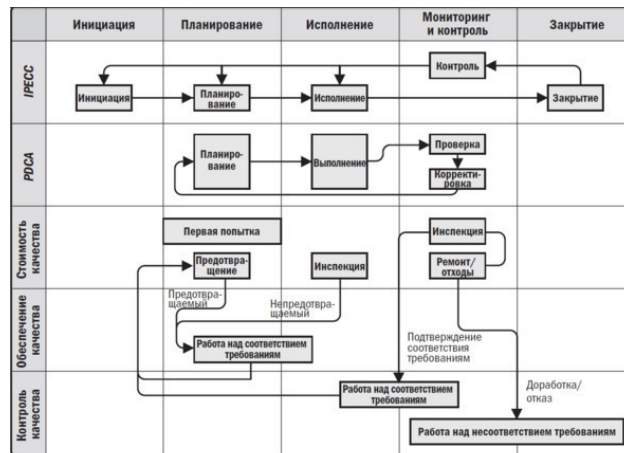 Инициация
Планирование
Исполнение
Мониторинг
и контроль
Закрытие
IPECC
Контроль
Инициация
Планиро-
вание
Исполнение
Закрытие
PDCA
Планиро-
вание
Выполнение
Проверка
Корректи-
ровка
Стоимость
качества
Первая попытка
Предотвра-
щение
Инспекция
Инспекция
Ремонт/
отходы
Обеспечение
качества
Предотвра-
щаемый
Непредотвра-
щаемый
Работа над соответствием
требованиям
Подтверждение
соответствия
требованиям
Контроль
качества
Работа над соответствием
требованиям
Доработка/
отказ
Работа над несоответствием требованиям